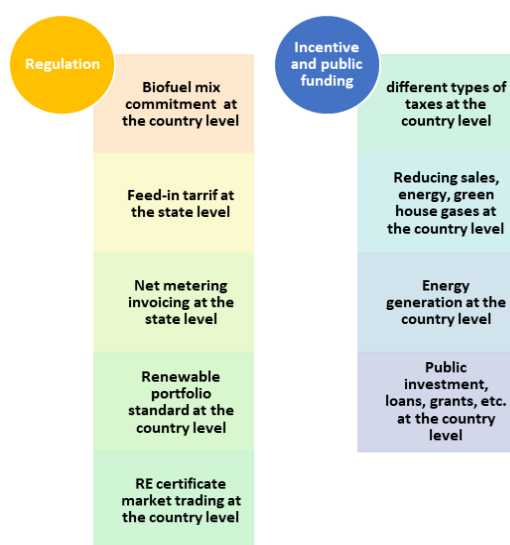 Regulation
Biofuel mix
commitment at
the country level
Feed-in tarrif at
the state level
Net metering
invoicing at the
state level
Renewable
portfolio
standard at the
country level
RE certificate
market trading at
the country level
Incentive
and public
funding
different types of
taxes at the
country level
Reducing sales,
energy, green
house gases at
the country level
Energy
generation at the
country level
Public
investment,
loans, grants, etc.
at the country
level